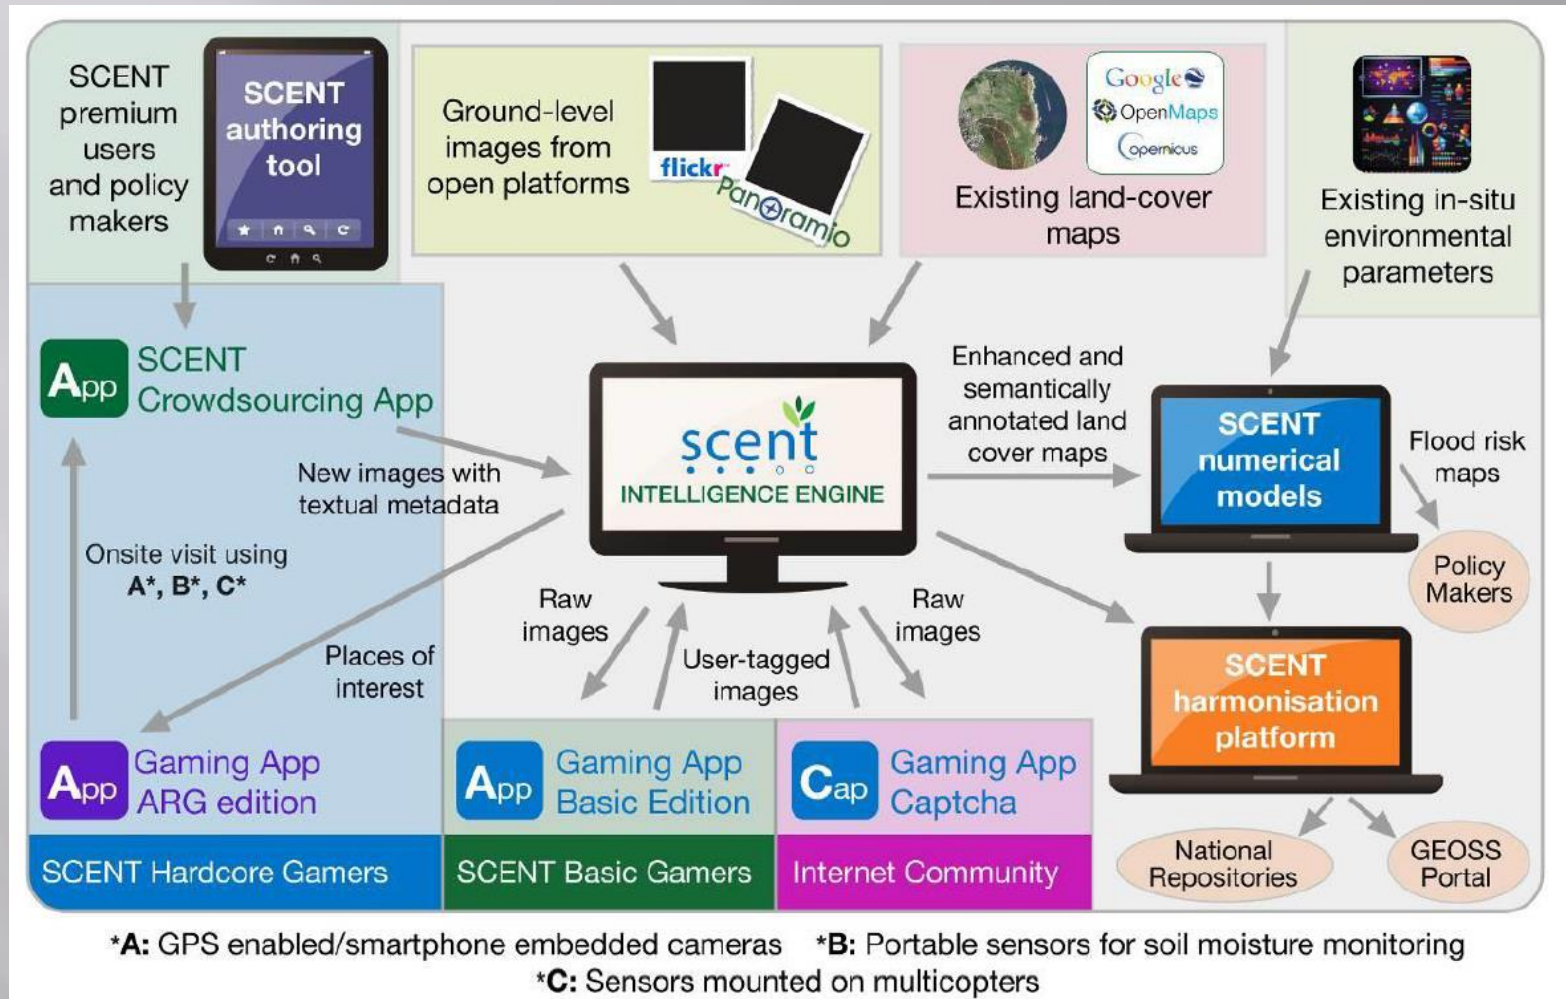 SCENT
premium
users
and policy
makers
SCENT
authoring
tool
Ground-level
images from
open platforms
flickr
Panoramio
Google
OpenMaps
Copernicus
Existing land-cover
maps
Existing in-situ
environmental
parameters
App
SCENT
Crowdsourcing App
New images with
textual metadata
Onsite visit using
A*, B*, C*
Places of
interest
scent
INTELLIGENCE ENGINE
Enhanced and
semantically
annotated land
cover maps
SCENT
numerical
models
Flood risk
maps
Policy
Makers
Raw
images
User-tagged
images
Raw
images
SCENT
harmonisation
platform
App
Gaming App
ARG edition
App
Gaming App
Basic Edition
Cap
Gaming App
Captcha
SCENT Hardcore Gamers
SCENT Basic Gamers
Internet Community
National
Repositories
GEOSS
Portal
*A: GPS enabled/smartphone embedded cameras *B: Portable sensors for soil moisture monitoring
*C: Sensors mounted on multicopters